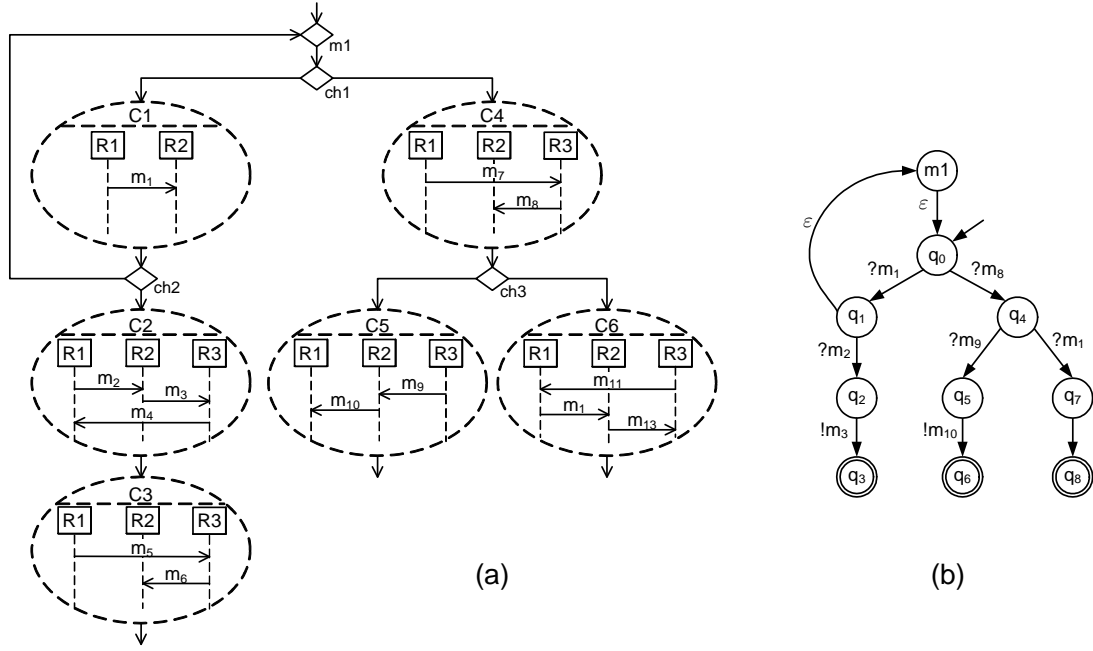 m1
ch1
C1
R1 R2
m₁
C4
R1 R2 R3
m₇
m₈
ch2
ch3
C2
R1 R2 R3
m₂
m₃
m₄
C5
R1 R2 R3
m₉
m₁₀
C6
R1 R2 R3
m₁₁
m₁
m₁₃
C3
R1 R2 R3
m₅
m₆
(a)
m1
ε
ε
q₀
?m₁ ?m₈
q₁ q₄
?m₂ ?m₉ ?m₁
q₂ q₅ q₇
!m₃ !m₁₀
q₃ q₆ q₈
(b)